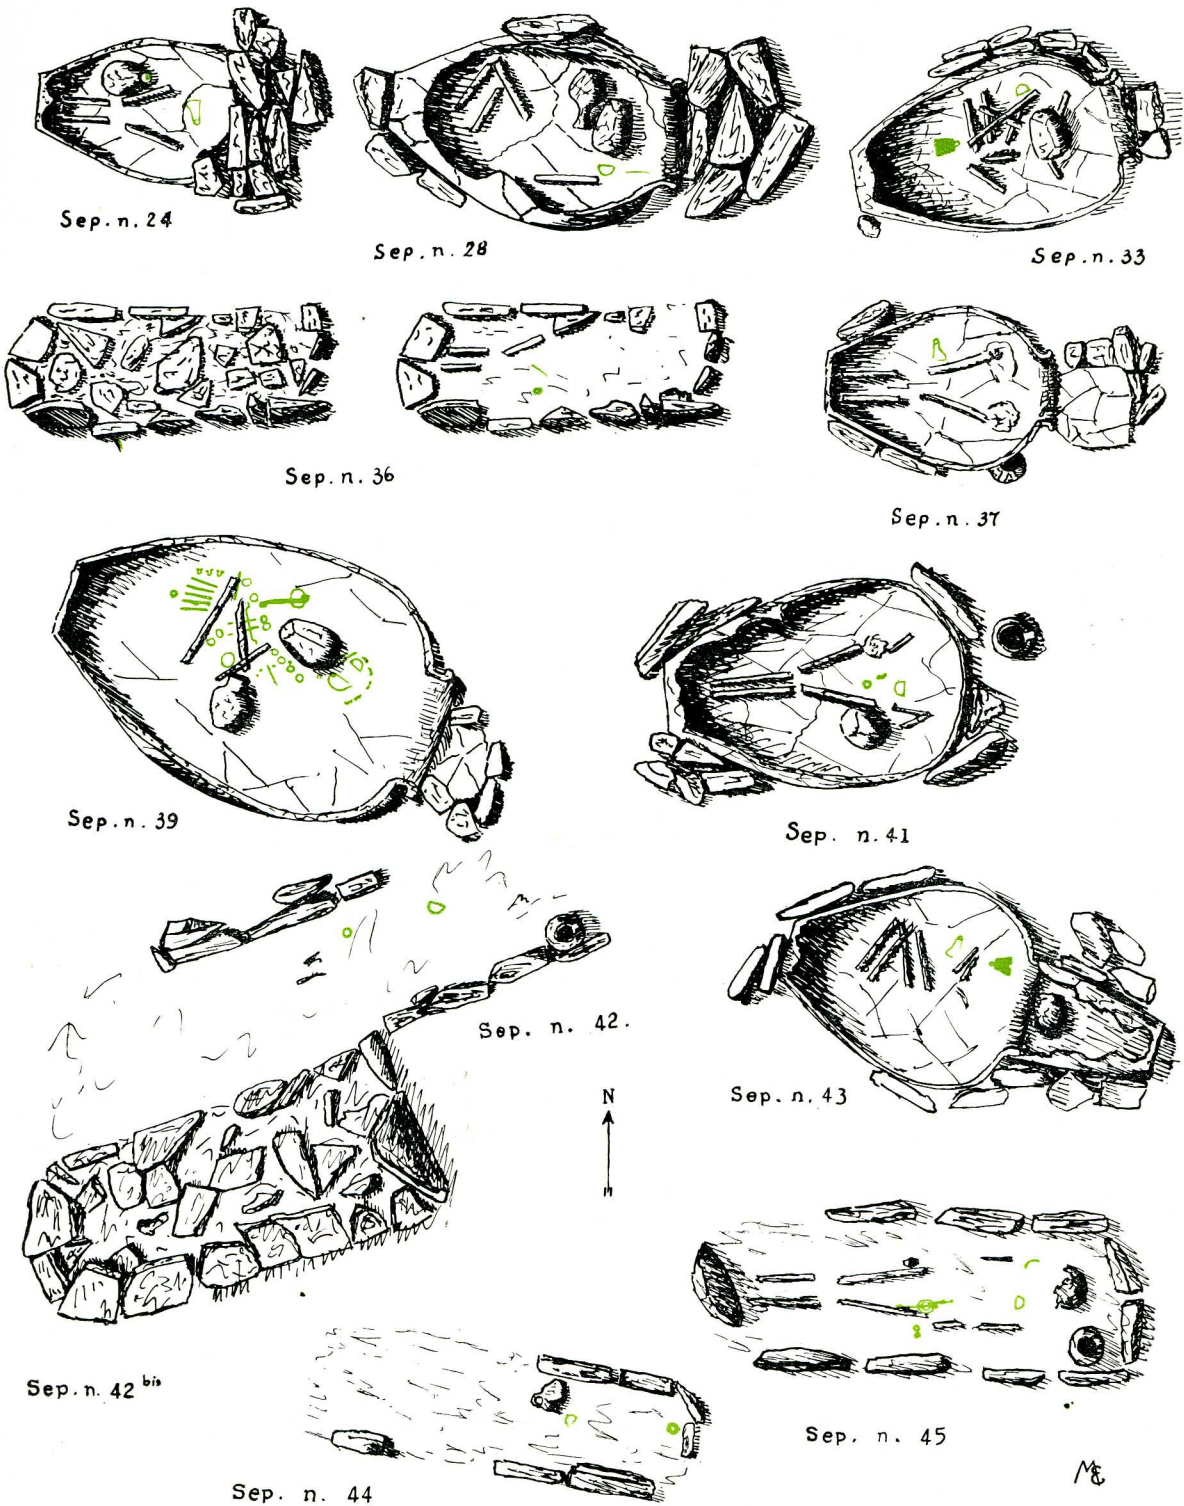 Sep. n. 24
Sep. n. 28
Sep. n. 33
Sep. n. 36
Sep. n. 37
Sep. n. 39
Sep. n. 41
Sep. n. 42.
Sep. n. 43
N
Sep. n. 42 bis
Sep. n. 44
Sep. n. 45